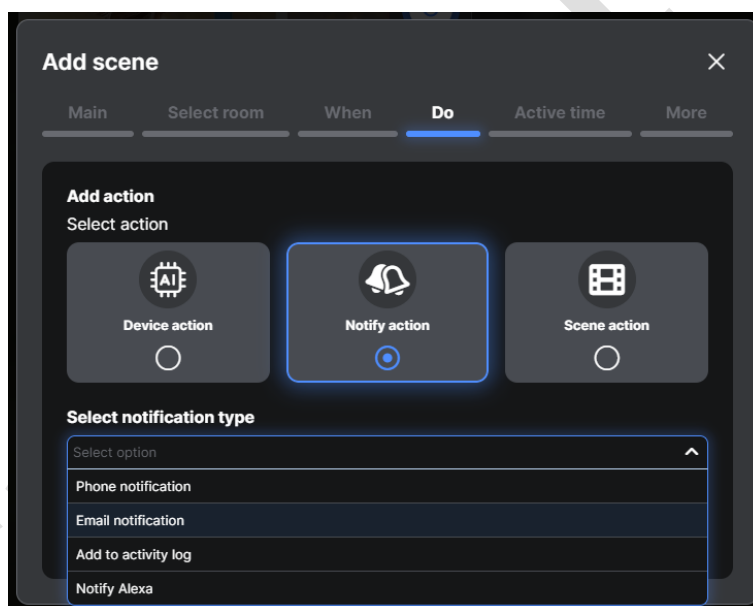 Add scene
Main Select room When Do Active time More
Add action
Select action
AI
Device action Notify action Scene action
Select notification type
Select option
Phone notification
Email notification
Add to activity log
Notify Alexa